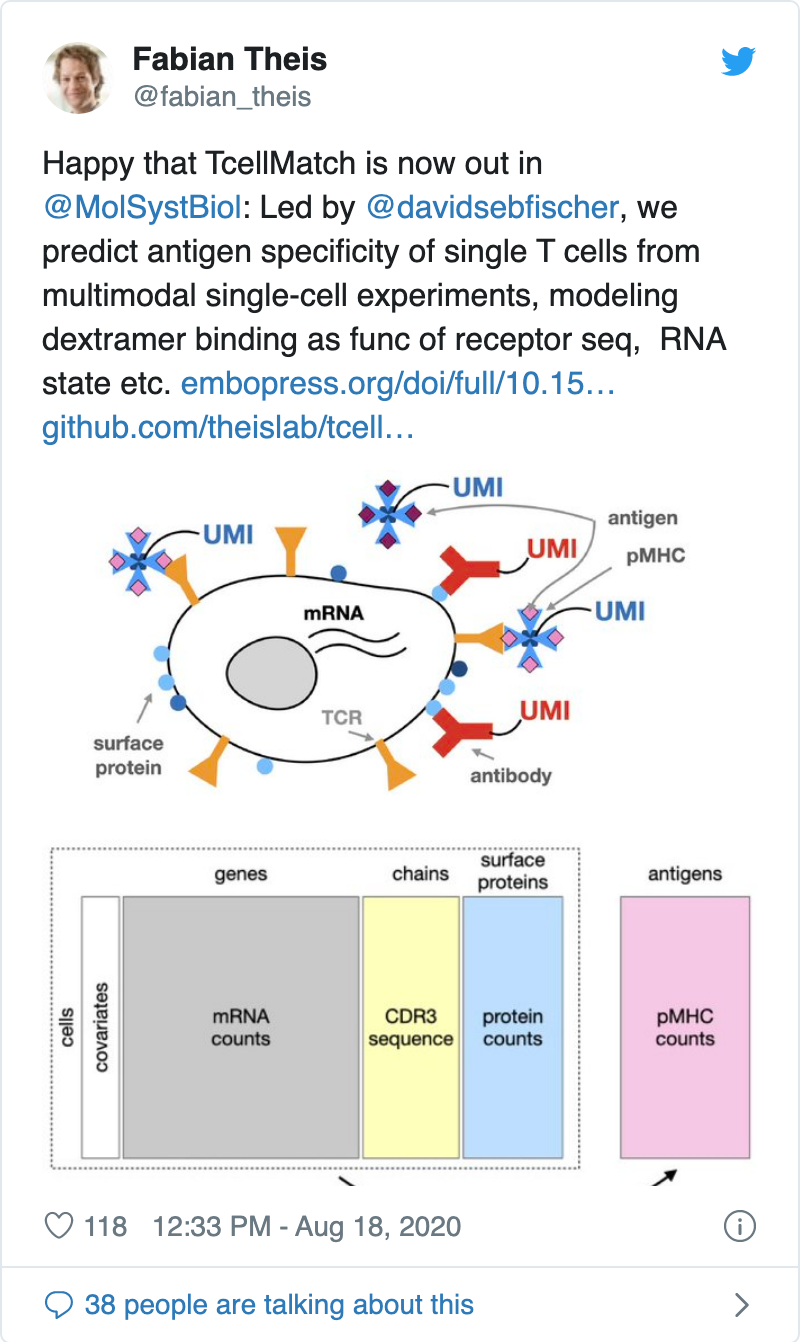 Fabian Theis
@fabian_theis
Happy that TcellMatch is now out in
@MolSystBiol: Led by @davidsebfischer, we
predict antigen specificity of single T cells from
multimodal single-cell experiments, modeling
dextramer binding as func of receptor seq,  RNA
state etc. embopress.org/doi/full/10.15…
github.com/theislab/tcell…
UMI
antigen
UMI
UMI
pMHC
mRNA
UMI
TCR
UMI
surface
protein
antibody
genes
chains
surface
proteins
antigens
cells
covariates
mRNA
counts
CDR3
sequence
protein
counts
pMHC
counts
118 12:33 PM - Aug 18, 2020
38 people are talking about this